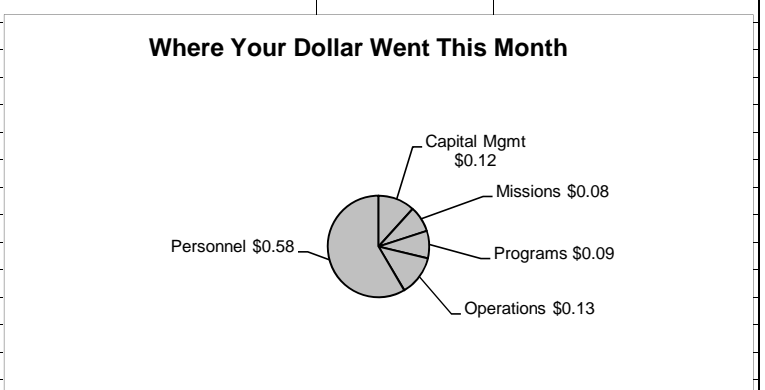 Where Your Dollar Went This Month
Capital Mgmt
$0.12
Missions $0.08
Personnel $0.58
Programs $0.09
Operations $0.13